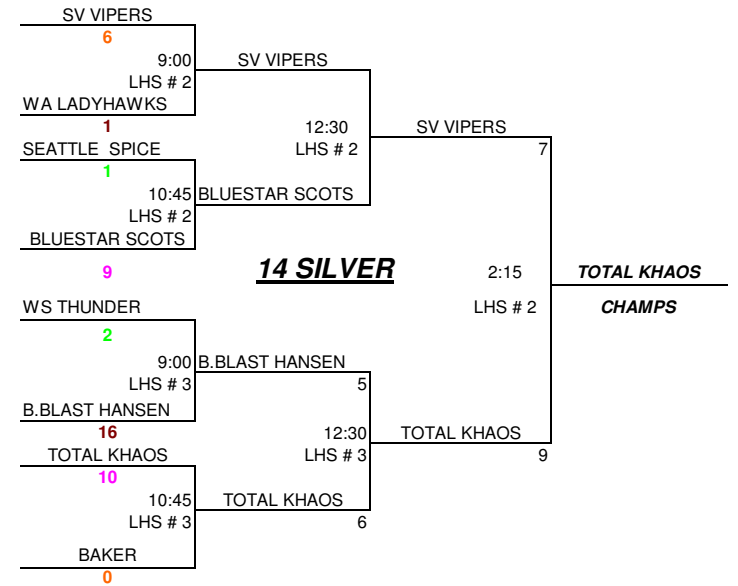 SV VIPERS
6
9:00
SV VIPERS
LHS # 2
WA LADYHAWKS
1
12:30
SV VIPERS
SEATTLE SPICE
LHS # 2
7
1
10:45
BLUESTAR SCOTS
LHS # 2
BLUESTAR SCOTS
9
14 SILVER
2:15
TOTAL KHAOS
WS THUNDER
LHS # 2
CHAMPS
2
9:00
B.BLAST HANSEN
LHS # 3
5
B.BLAST HANSEN
16
12:30
TOTAL KHAOS
TOTAL KHAOS
LHS # 3
9
10
10:45
TOTAL KHAOS
LHS # 3
6
BAKER
0